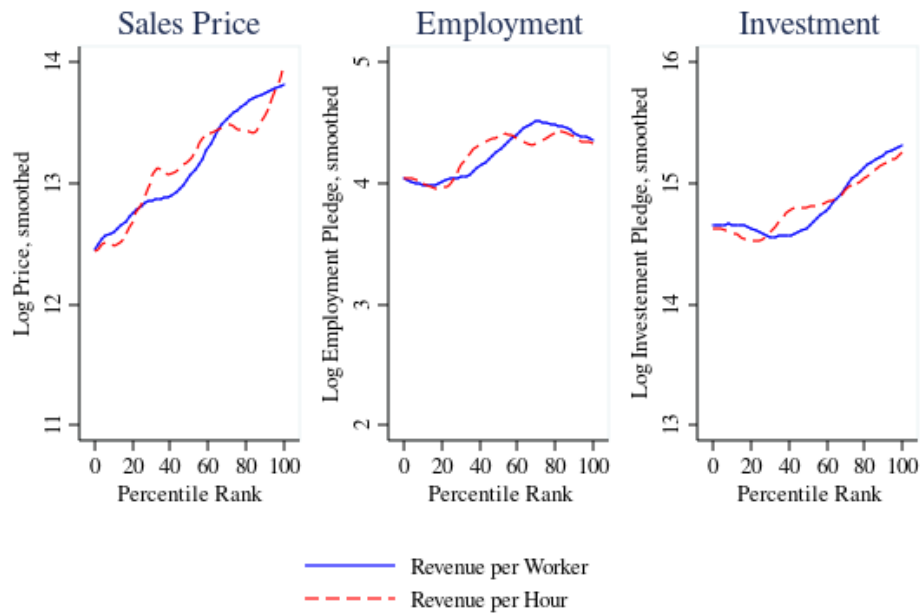 Sales Price
Employment
Investment
Log Price, smoothed
14
13
12
11
0 20 40 60 80 100
Percentile Rank
Log Employment Pledge, smoothed
5
4
3
2
0 20 40 60 80 100
Percentile Rank
Log Investement Pledge, smoothed
16
15
14
13
0 20 40 60 80 100
Percentile Rank
Revenue per Worker
Revenue per Hour